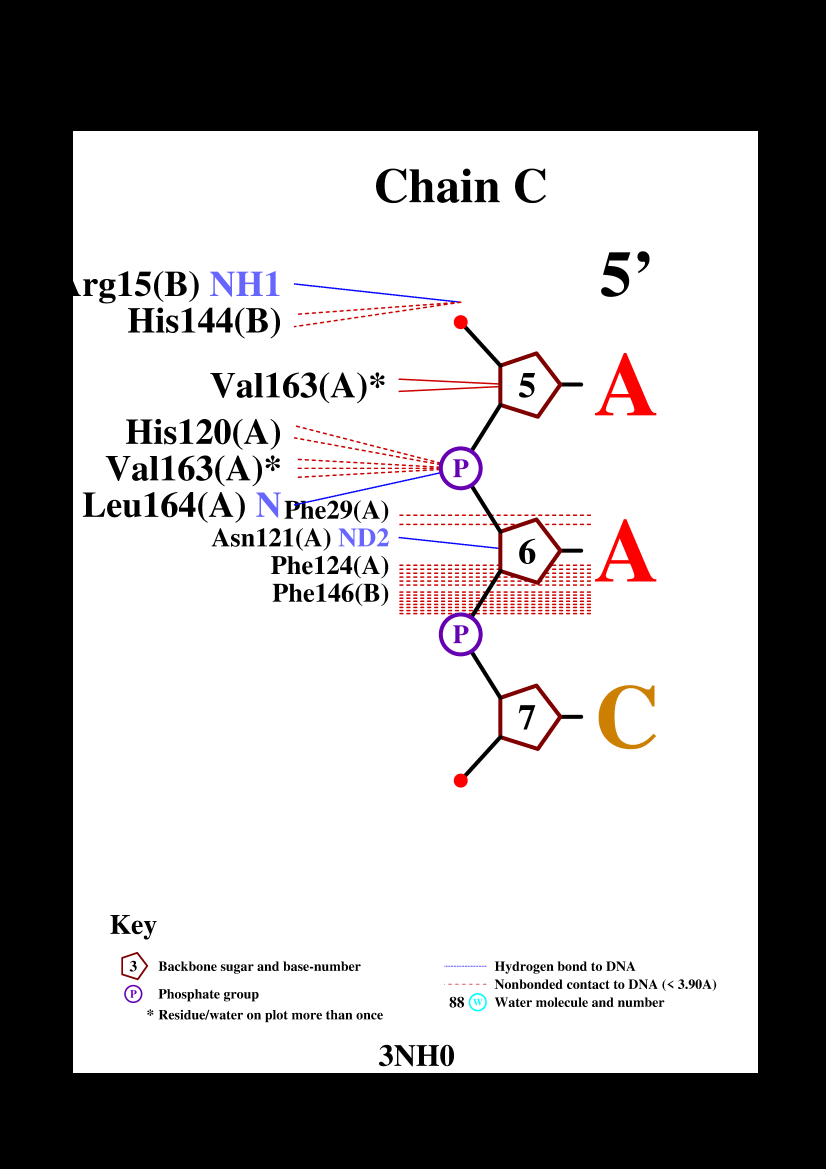 Chain C
5’
Arg15(B) NH1
His144(B)
Val163(A)*
5
A
His120(A)
Val163(A)*
P
Leu164(A) N
Phe29(A)
Asn121(A) ND2
6
A
Phe124(A)
Phe146(B)
P
7
C
Key
3 Backbone sugar and base-number
P Phosphate group
* Residue/water on plot more than once
Hydrogen bond to DNA
Nonbonded contact to DNA (< 3.90A)
88 W Water molecule and number
3NH0